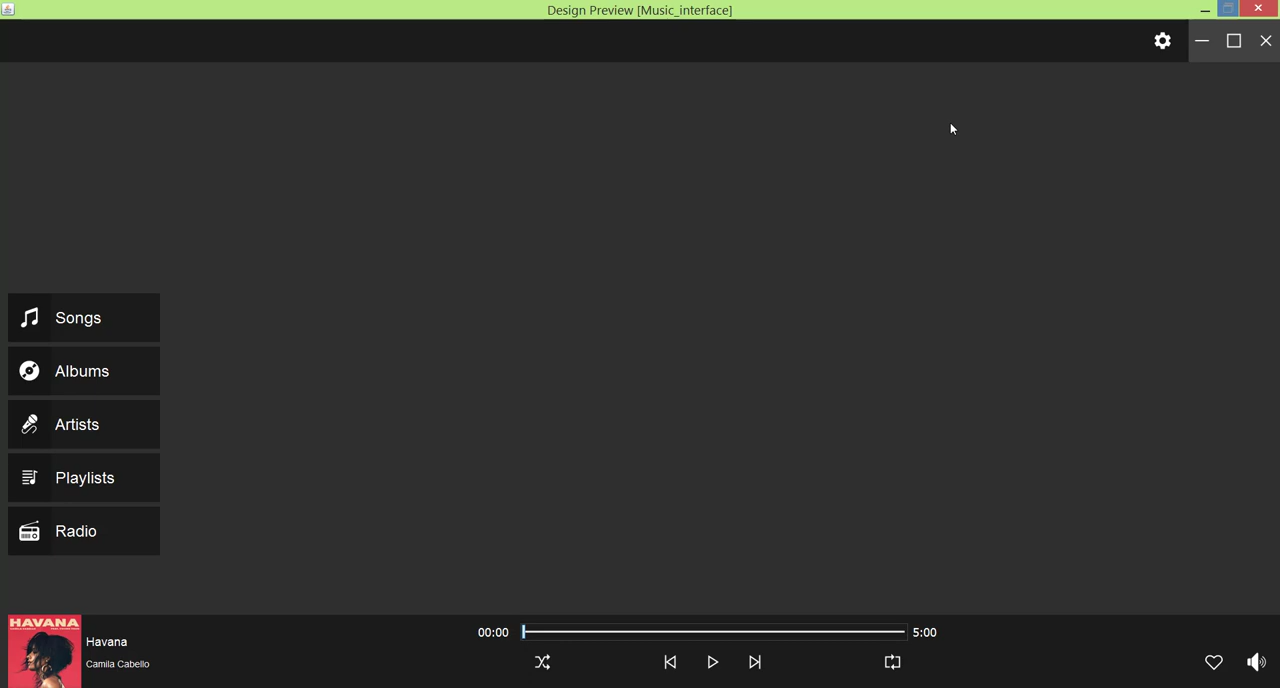 Design Preview [Music_interface]
Songs
Albums
Artists
Playlists
Radio
HAVANA
Havana
Camila Cabello
00:00
5:00